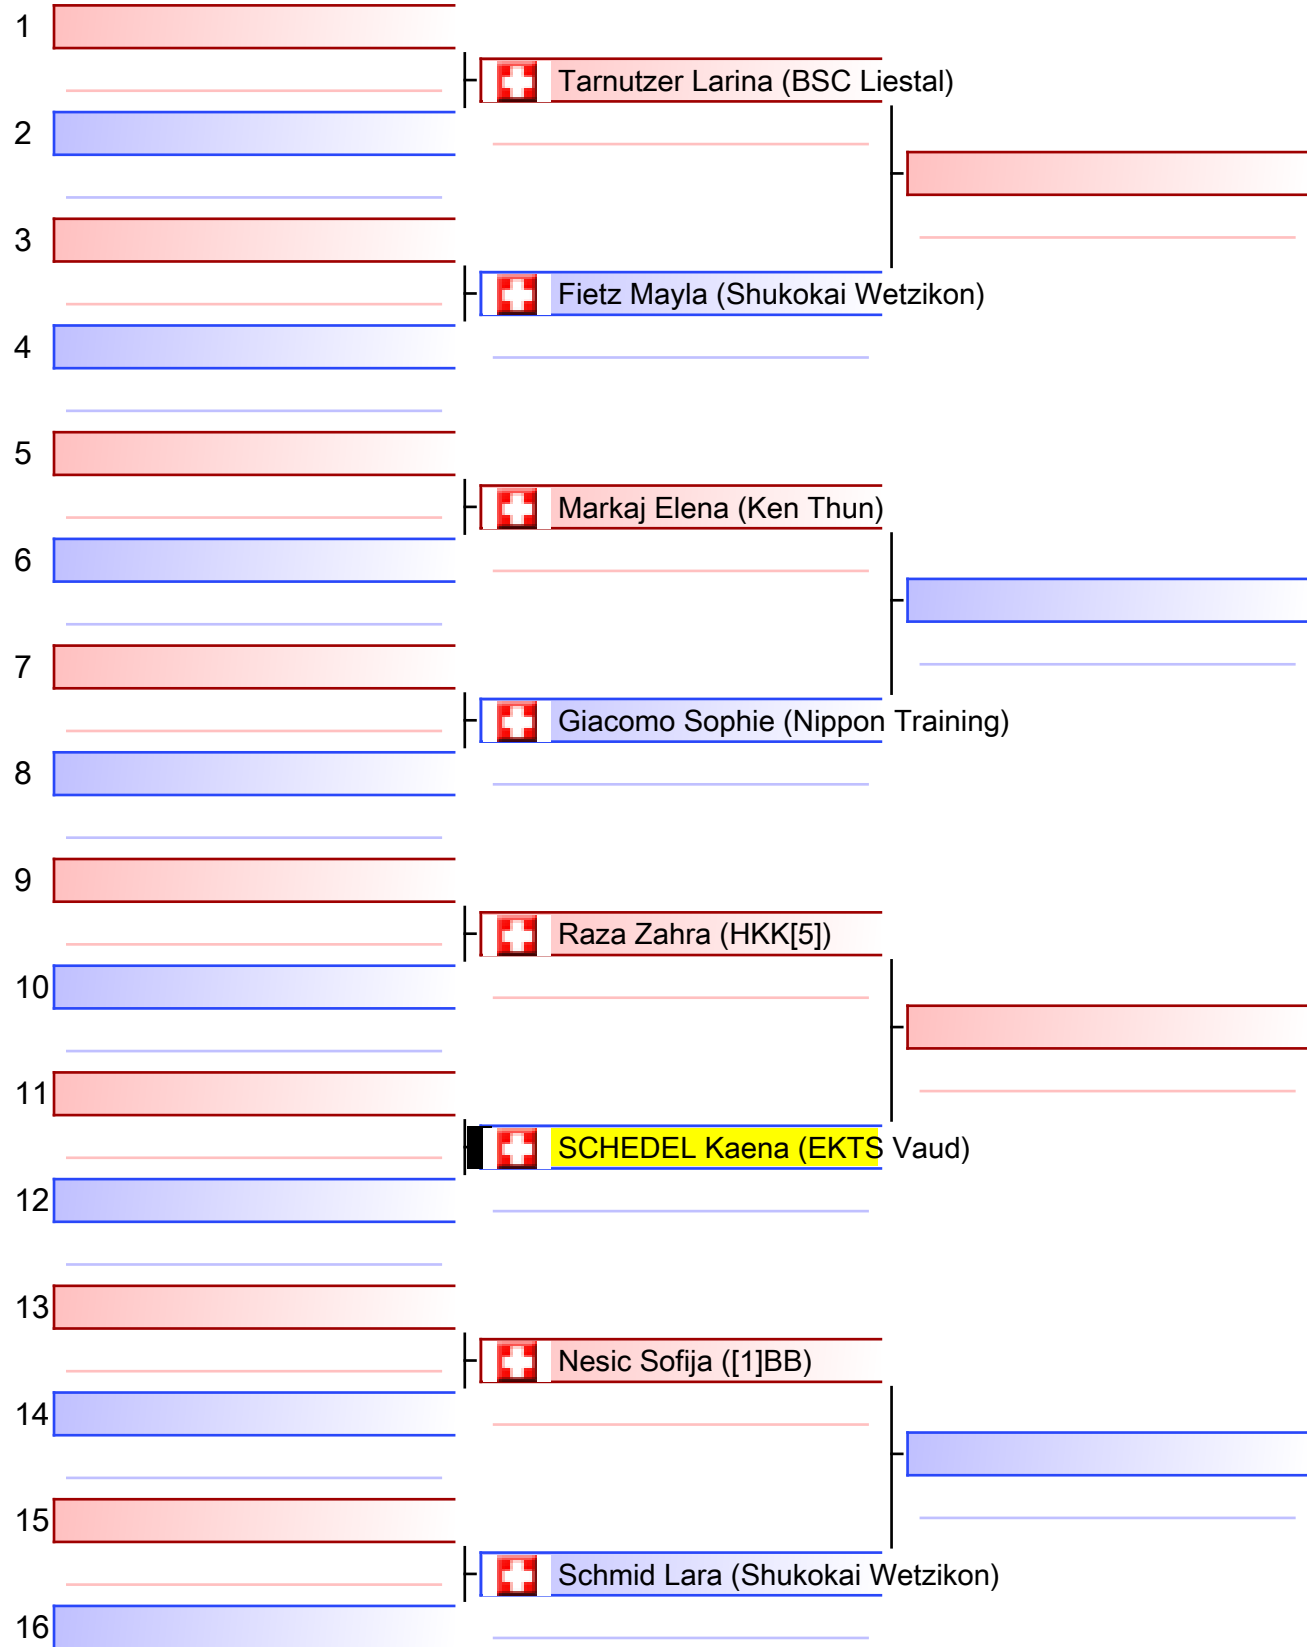 1
Tarnutzer Larina (BSC Liestal)
2
3
Fietz Mayla (Shukokai Wetzikon)
4
5
Markaj Elena (Ken Thun)
6
7
Giacomo Sophie (Nippon Training)
8
9
Raza Zahra (HKK[5])
10
11
SCHEDEL Kaena (EKTS Vaud)
12
13
Nesic Sofija ([1]BB)
14
15
Schmid Lara (Shukokai Wetzikon)
16